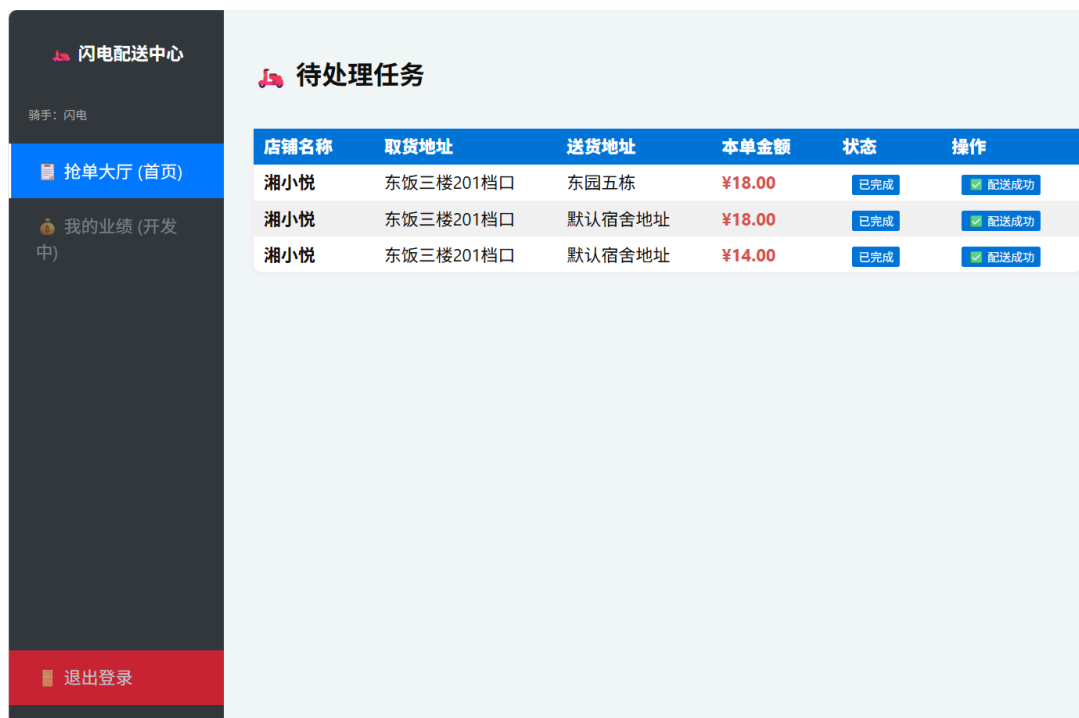 闪电配送中心
骑手：闪电
抢单大厅 (首页)
我的业绩 (开发
中)
退出登录
待处理任务
店铺名称 取货地址 送货地址 本单金额 状态 操作
湘小悦 东饭三楼201档口 东园五栋 ¥18.00 已完成 ✅ 配送成功
湘小悦 东饭三楼201档口 默认宿舍地址 ¥18.00 已完成 ✅ 配送成功
湘小悦 东饭三楼201档口 默认宿舍地址 ¥14.00 已完成 ✅ 配送成功